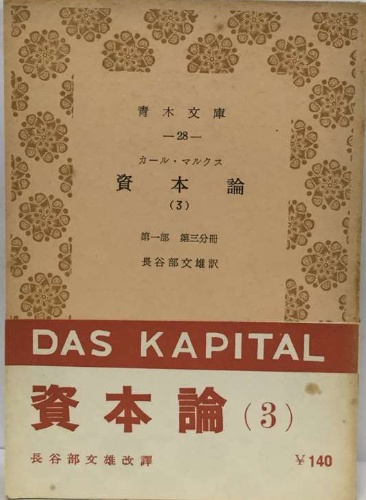 青木文庫
—28—
カール・マルクス
資本論
(3)
第一部 第三分冊
長谷部文雄訳
DAS KAPITAL
資本論(3)
長谷部文雄改譯
¥140